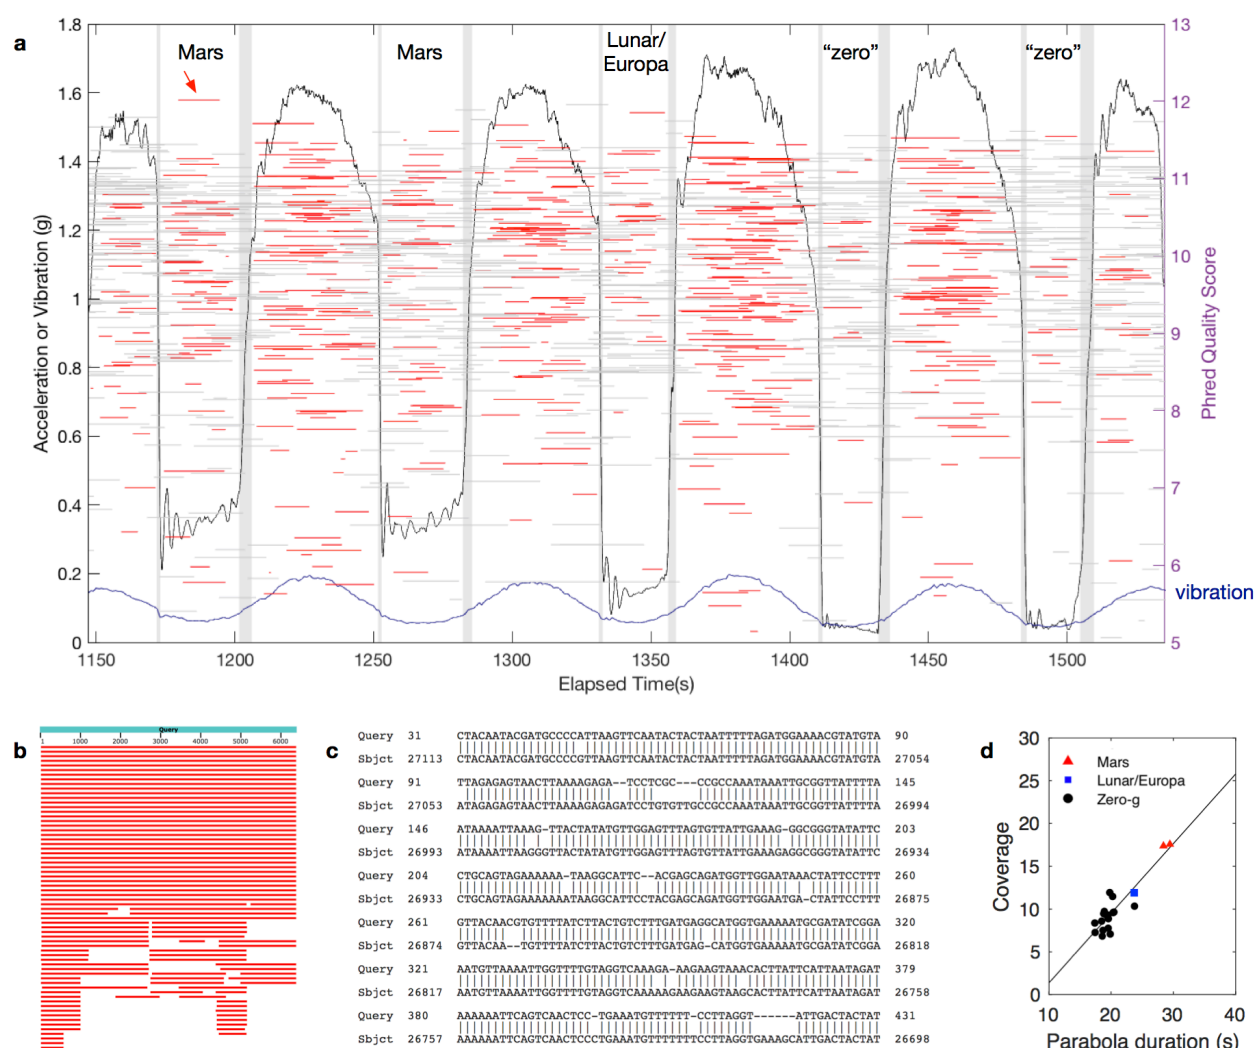 a
1.8
1.6
1.4
1.2
1
0.8
0.6
0.4
0.2
0
Acceleration or Vibration (g)
Mars
Mars
Lunar/
Europa
“zero”
“zero”
13
12
11
10
9
8
7
6
5
Phred Quality Score
vibration
1150 1200 1250 1300 1350 1400 1450 1500
Elapsed Time(s)
b
Query
1 1000 2000 3000 4000 5000 6000
c
Query 31 CTACAATACGATGCCCCATTAAGTTCAATACTACTAATTTTTAGATGGAAAACGTATGTA 90
Sbjct 27113 CTACAATACGATGCCCCGTTAAGTTCAATACTACTAATTTTTAGATGGAAAACGTATGTA 27054
Query 91 TTAGAGAGTAACTTAAAAGAGA--TCCTCGC---CCGCCAAATAAATTGCGGTTATTTTA 145
Sbjct 27053 ATAGAGAGTAACTTAAAAGAGAGATCCTGTGTTGCCGCCAAATAAATTGCGGTTATTTTA 26994
Query 146 ATAAAATTAAAG-TTACTATATGTTGGAGTTTAGTGTTATTGAAAG-GGCGGGTATATTC 203
Sbjct 26993 ATAAAATTAAGGGTTACTATATGTTGGAGTTTAGTGTTATTGAAAGAGGCGGGTATATTC 26934
Query 204 CTGCAGTAGAAAAAA-TAAGGCATTC--ACGAGCAGATGGTTGGAATAAACTATTCCTTT 260
Sbjct 26933 CTGCAGTAGAAAAAAATAAGGCATTCCTACGAGCAGATGGTTGGAATGA-CTATTCCTTT 26875
Query 261 GTTACAACGTGTTTTATCTTACTGTCTTTGATGAGGCATGGTGAAAAATGCGATATCGGA 320
Sbjct 26874 GTTACAA--TGTTTTATCTTACTGTCTTTGATGAG-CATGGTGAAAAATGCGATATCGGA 26818
Query 321 AATGTTAAAATTGGTTTTGTAGGTCAAAGA-AAGAAGTAAACACTTATTCATTAATAGAT 379
Sbjct 26817 AATGTTAAAATTGGTTTTGTAGGTCAAAAAGAAGAAGTAAGCACTTATTCATTAATAGAT 26758
Query 380 AAAAAATTCAGTCAACTCC-TGAAATGTTTTTT-CCTTAGGT------ATTGACTACTAT 431
Sbjct 26757 AAAAAATTCAGTCAACTCCCTGAAATGTTTTTTTCCTTAGGTGAAAGCATTGACTACTAT 26698
d
30
25
20
15
10
5
0
Coverage
Mars
Lunar/Europa
Zero-g
10 20 30 40
Parabola duration (s)